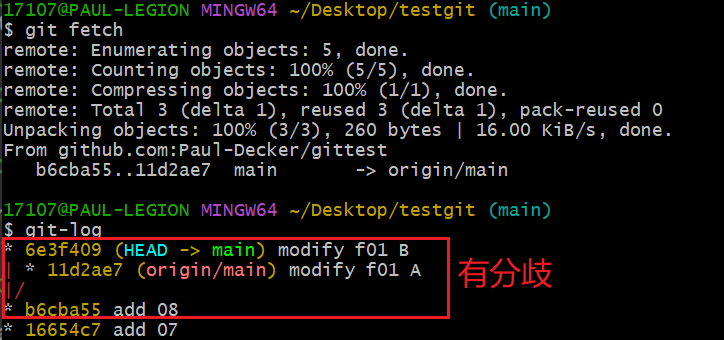 17107@PAUL-LEGION MINGW64 ~/Desktop/testgit (main)
$ git fetch
remote: Enumerating objects: 5, done.
remote: Counting objects: 100% (5/5), done.
remote: Compressing objects: 100% (1/1), done.
remote: Total 3 (delta 1), reused 3 (delta 1), pack-reused 0
Unpacking objects: 100% (3/3), 260 bytes | 16.00 KiB/s, done.
From github.com:Paul-Decker/gittest
   b6cba55..11d2ae7  main       -> origin/main
17107@PAUL-LEGION MINGW64 ~/Desktop/testgit (main)
$ git-log
* 6e3f409 (HEAD -> main) modify f01 B
| * 11d2ae7 (origin/main) modify f01 A
|/
有分歧
* b6cba55 add 08
* 16654c7 add 07